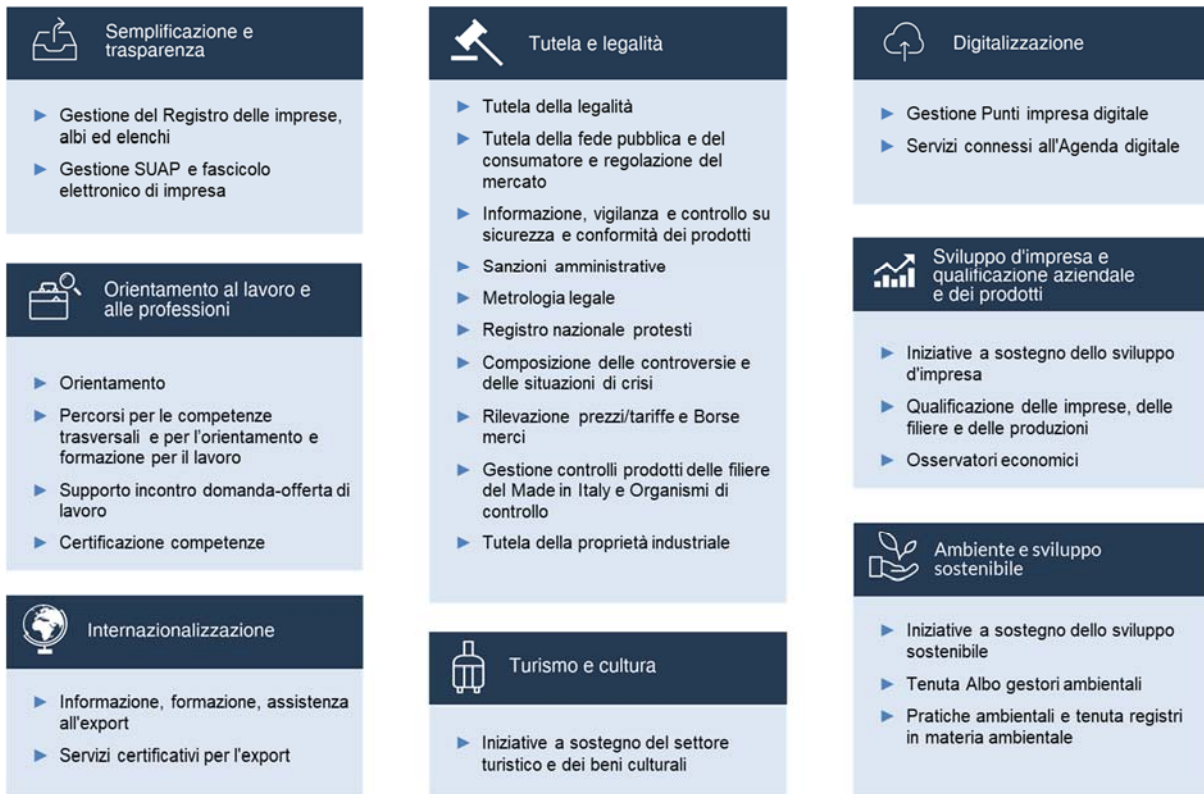 Semplificazione e
trasparenza
Gestione del Registro delle imprese,
albi ed elenchi
Gestione SUAP e fascicolo
elettronico di impresa
Orientamento al lavoro e
alle professioni
Orientamento
Percorsi per le competenze
trasversali e per l'orientamento e
formazione per il lavoro
Supporto incontro domanda-offerta di
lavoro
Certificazione competenze
Internazionalizzazione
Informazione, formazione, assistenza
all'export
Servizi certificativi per l'export
Tutela e legalità
Tutela della legalità
Tutela della fede pubblica e del
consumatore e regolazione del
mercato
Informazione, vigilanza e controllo su
sicurezza e conformità dei prodotti
Sanzioni amministrative
Metrologia legale
Registro nazionale protesti
Composizione delle controversie e
delle situazioni di crisi
Rilevazione prezzi/tariffe e Borse
merci
Gestione controlli prodotti delle filiere
del Made in Italy e Organismi di
controllo
Tutela della proprietà industriale
Turismo e cultura
Iniziative a sostegno del settore
turistico e dei beni culturali
Digitalizzazione
Gestione Punti impresa digitale
Servizi connessi all'Agenda digitale
Sviluppo d'impresa e
qualificazione aziendale
e dei prodotti
Iniziative a sostegno dello sviluppo
d'impresa
Qualificazione delle imprese, delle
filiere e delle produzioni
Osservatori economici
Ambiente e sviluppo
sostenibile
Iniziative a sostegno dello sviluppo
sostenibile
Tenuta Albo gestori ambientali
Pratiche ambientali e tenuta registri
in materia ambientale